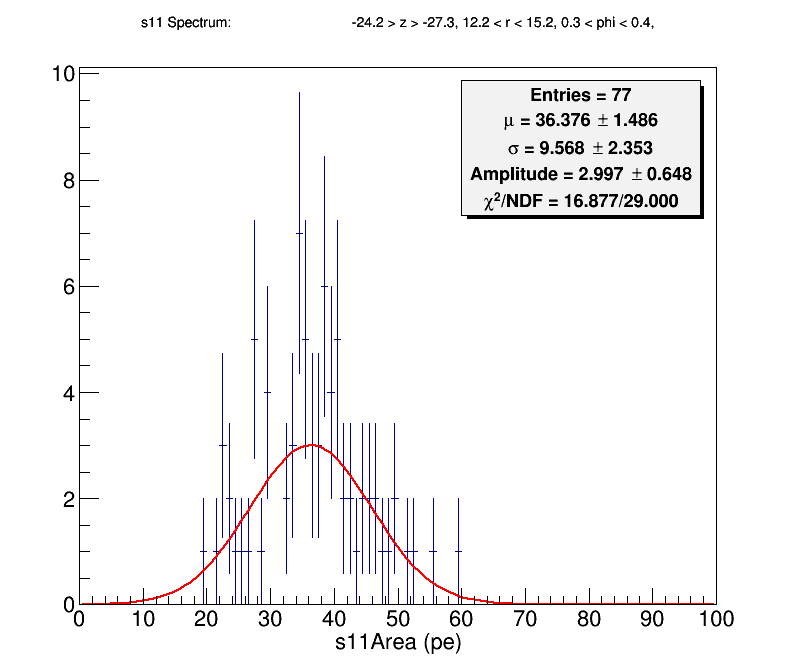 s11 Spectrum: -24.2 > z > -27.3, 12.2 < r < 15.2, 0.3 < phi < 0.4,
Entries = 77
μ = 36.376 ± 1.486
σ = 9.568 ± 2.353
Amplitude = 2.997 ± 0.648
χ²/NDF = 16.877/29.000
10
8
6
4
2
0
0 10 20 30 40 50 60 70 80 90 100
s11Area (pe)